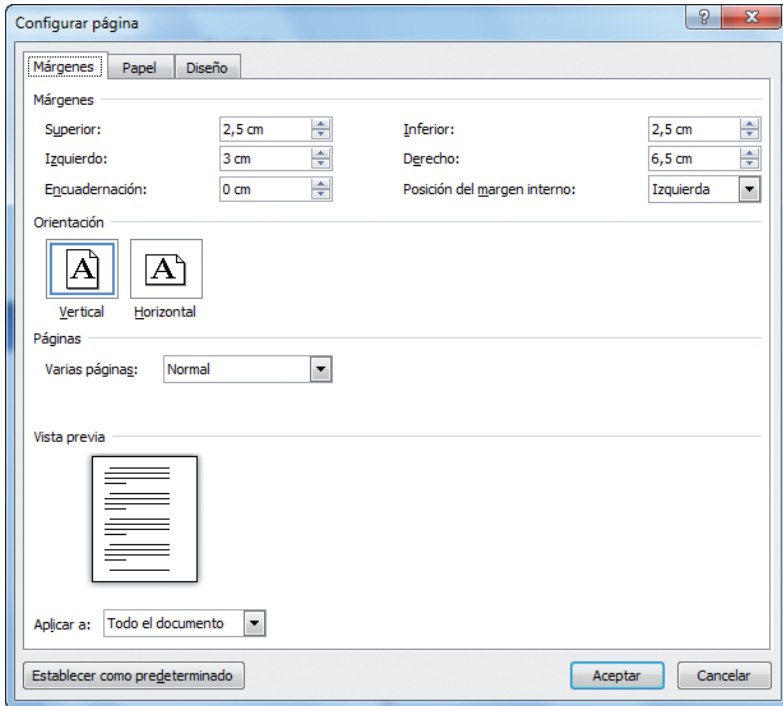 Configurar página
Márgenes Papel Diseño
Márgenes
Superior: 2,5 cm Inferior: 2,5 cm
Izquierdo: 3 cm Derecho: 6,5 cm
Encuadernación: 0 cm Posición del margen interno: Izquierda
Orientación
A A
Vertical Horizontal
Páginas
Varias páginas: Normal
Vista previa
Aplicar a: Todo el documento
Establecer como predeterminado Aceptar Cancelar